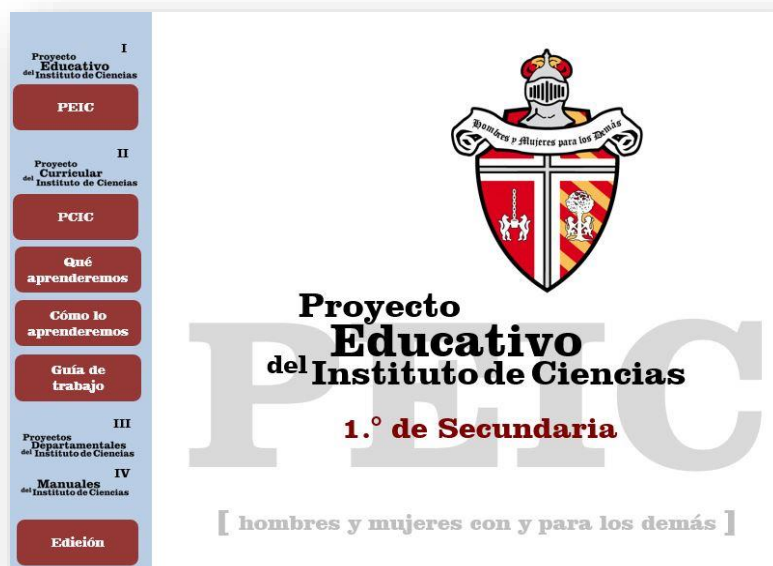 I
Proyecto
Educativo
del Instituto de Ciencias
PEIC
II
Proyecto
Curricular
del Instituto de Ciencias
PCIC
Qué
aprenderemos
Cómo lo
aprenderemos
Guía de
trabajo
III
Proyectos
Departamentales
del Instituto de Ciencias
IV
Manuales
del Instituto de Ciencias
Edición
Hombres y Mujeres para los Demás
PEIC
Proyecto
Educativo
del Instituto de Ciencias
1.° de Secundaria
[ hombres y mujeres con y para los demás ]